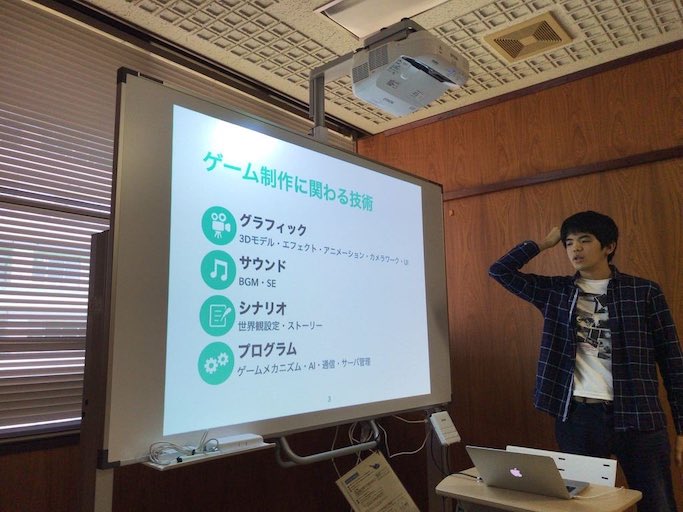 ゲーム制作に関わる技術
グラフィック
3Dモデル・エフェクト・アニメーション・カメラワーク・UI
サウンド
BGM・SE
シナリオ
世界観設定・ストーリー
プログラム
ゲームメカニズム・AI・通信・サーバ管理
3
EPSON